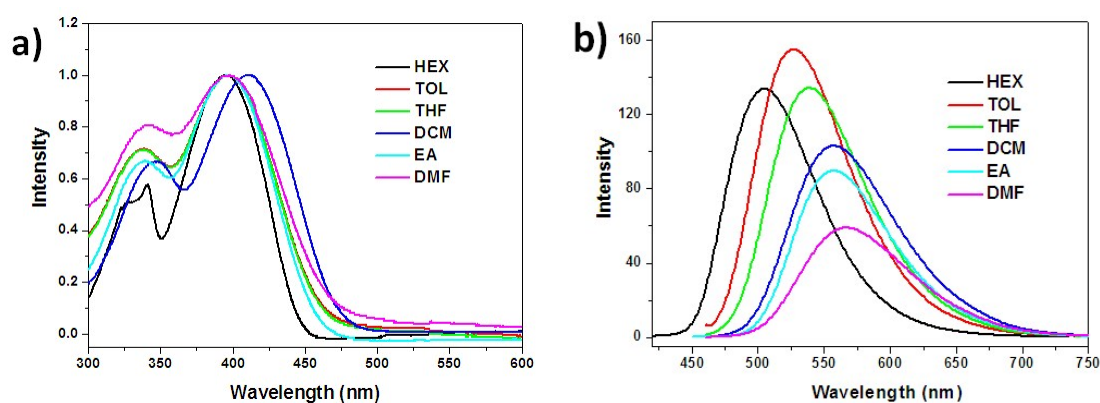 a)
Intensity
1.2
1.0
0.8
0.6
0.4
0.2
0.0
HEX
TOL
THF
DCM
EA
DMF
300 350 400 450 500 550 600
Wavelength (nm)
b)
Intensity
160
120
80
40
0
HEX
TOL
THF
DCM
EA
DMF
450 500 550 600 650 700 750
Wavelength (nm)